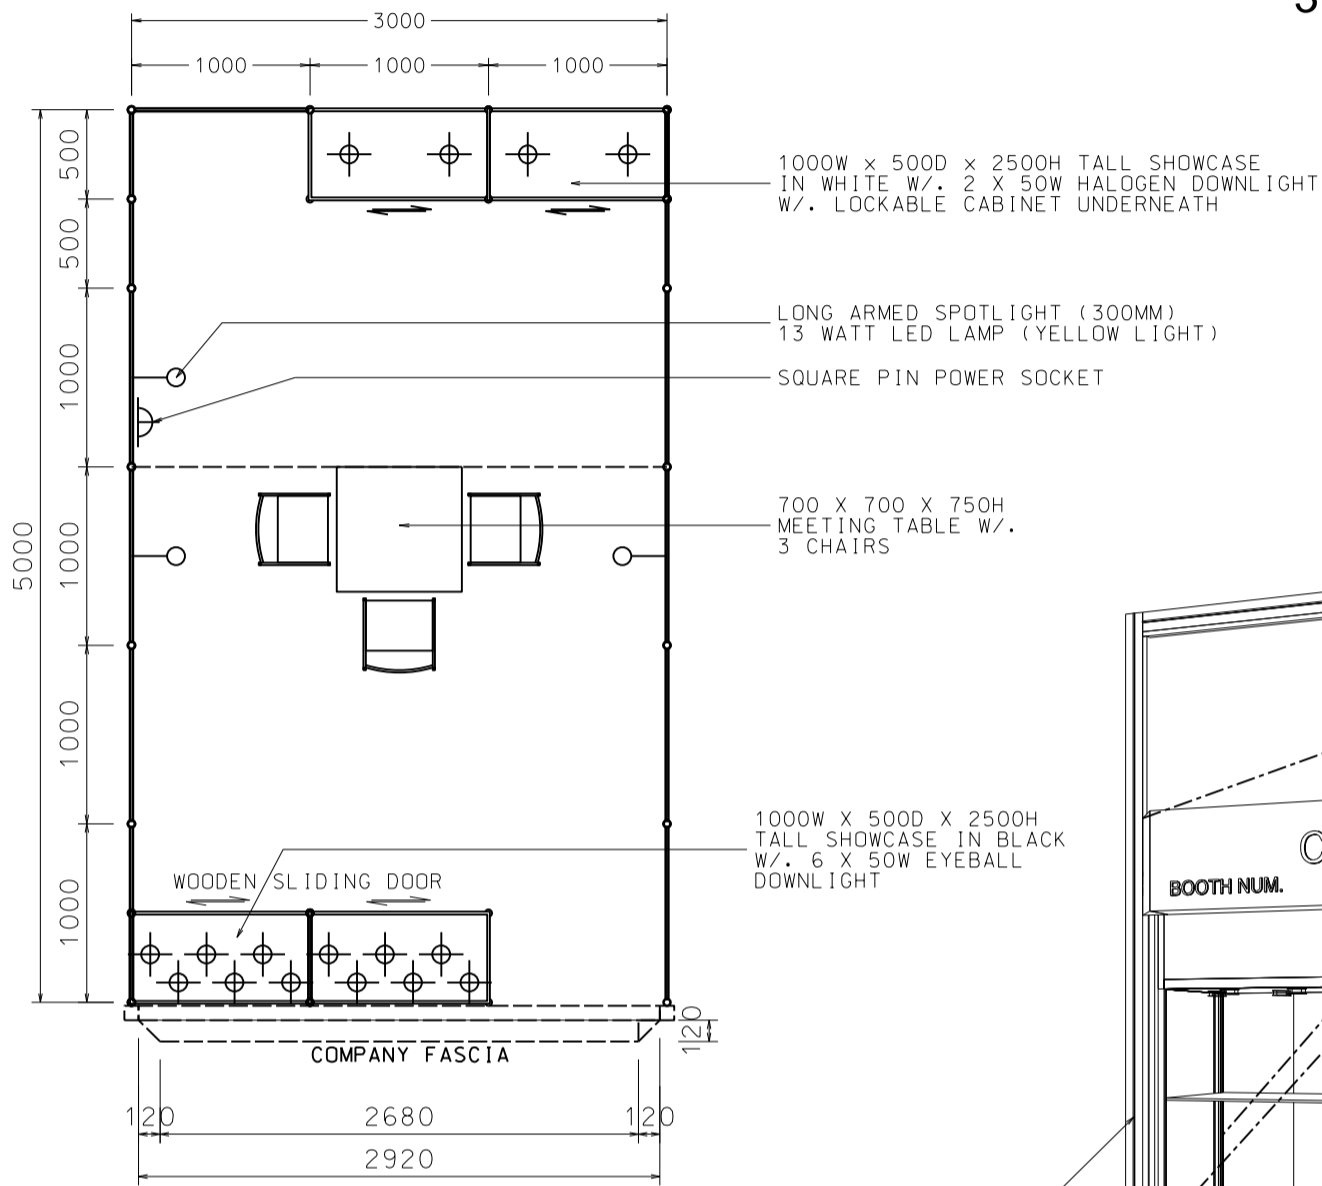 3000
1000
1000
1000
500
500
1000
1000
1000
1000
5000
1000W x 500D x 2500H TALL SHOWCASE
IN WHITE W/. 2 X 50W HALOGEN DOWNLIGHT
W/. LOCKABLE CABINET UNDERNEATH
LONG ARMED SPOTLIGHT (300MM)
13 WATT LED LAMP (YELLOW LIGHT)
SQUARE PIN POWER SOCKET
700 X 700 X 750H
MEETING TABLE W/.
3 CHAIRS
1000W X 500D X 2500H
TALL SHOWCASE IN BLACK
W/. 6 X 50W EYEBALL
DOWNLIGHT
WOODEN SLIDING DOOR
COMPANY FASCIA
120
120
2680
120
2920
BOOTH NUM.